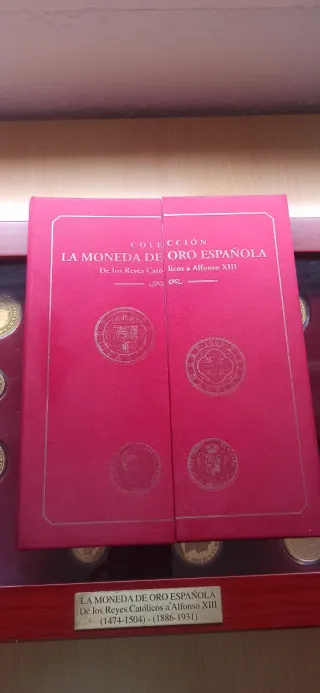 COLECCIÓN
LA MONEDA DE ORO ESPAÑOLA
De los Reyes Católicos a Alfonso XIII
LA MONEDA DE ORO ESPAÑOLA
De los Reyes Católicos a Alfonso XIII
(1474-1504) - (1886-1931)